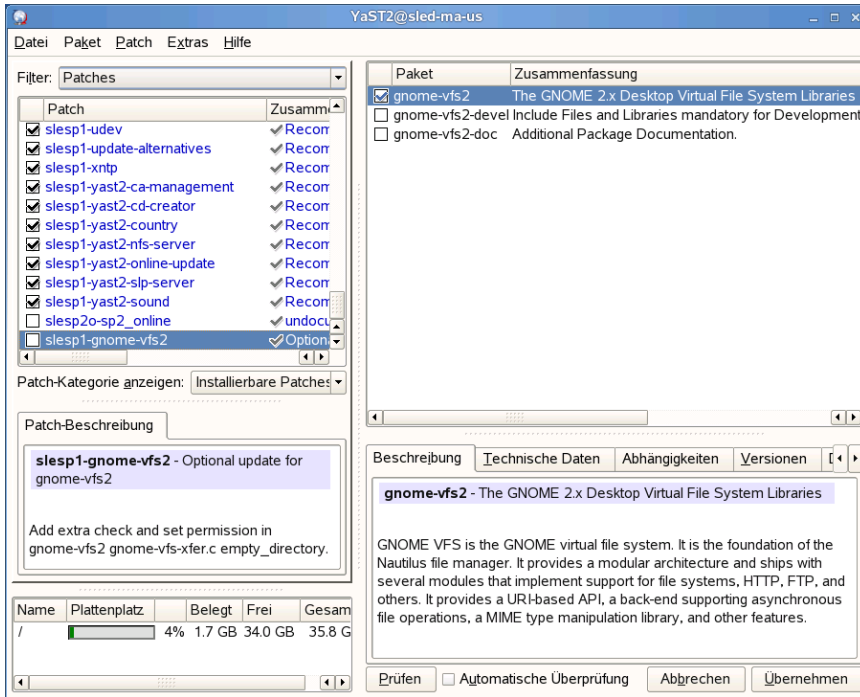 YaST2@sled-ma-us
Datei Paket Patch Extras Hilfe
Filter: Patches
Patch Zusamm
slesp1-udev Recom
slesp1-update-alternatives Recom
slesp1-xntp Recom
slesp1-yast2-ca-management Recom
slesp1-yast2-cd-creator Recom
slesp1-yast2-country Recom
slesp1-yast2-nfs-server Recom
slesp1-yast2-online-update Recom
slesp1-yast2-slp-server Recom
slesp1-yast2-sound Recom
slesp2o-sp2_online undocu
slesp1-gnome-vfs2 Option
Patch-Kategorie anzeigen: Installierbare Patches
Patch-Beschreibung
slesp1-gnome-vfs2 - Optional update for
gnome-vfs2
Add extra check and set permission in
gnome-vfs2 gnome-vfs-xfer.c empty_directory.
Name Plattenplatz Belegt Frei Gesam
/ 4% 1.7 GB 34.0 GB 35.8 G
Paket Zusammenfassung
gnome-vfs2 The GNOME 2.x Desktop Virtual File System Libraries
gnome-vfs2-devel Include Files and Libraries mandatory for Development
gnome-vfs2-doc Additional Package Documentation.
Beschreibung Technische Daten Abhängigkeiten Versionen D
gnome-vfs2 - The GNOME 2.x Desktop Virtual File System Libraries
GNOME VFS is the GNOME virtual file system. It is the foundation of the
Nautilus file manager. It provides a modular architecture and ships with
several modules that implement support for file systems, HTTP, FTP, and
others. It provides a URI-based API, a back-end supporting asynchronous
file operations, a MIME type manipulation library, and other features.
Prüfen Automatische Überprüfung Abbrechen Übernehmen